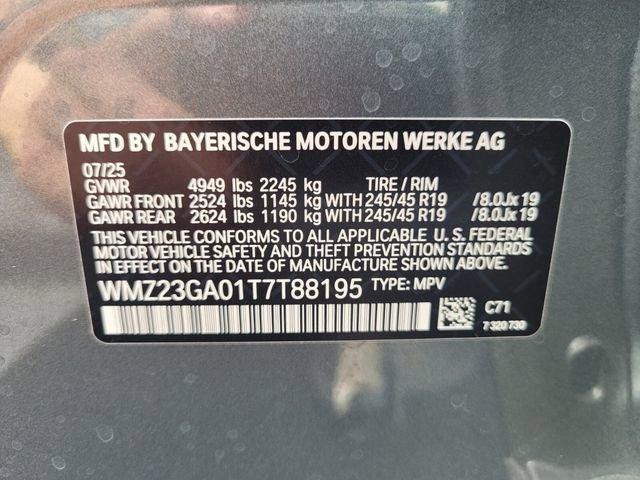 MFD BY BAYERISCHE MOTOREN WERKE AG
07/25
GVWR 4949 lbs 2245 kg TIRE / RIM
GAWR FRONT 2524 lbs 1145 kg WITH 245/45 R19 /8.0Jx19
GAWR REAR 2624 lbs 1190 kg WITH 245/45 R19 /8.0Jx19
THIS VEHICLE CONFORMS TO ALL APPLICABLE U. S. FEDERAL
MOTOR VEHICLE SAFETY AND THEFT PREVENTION STANDARDS
IN EFFECT ON THE DATE OF MANUFACTURE SHOWN ABOVE.
WMZ23GA01T7T88195 TYPE: MPV
C71
7 320 730